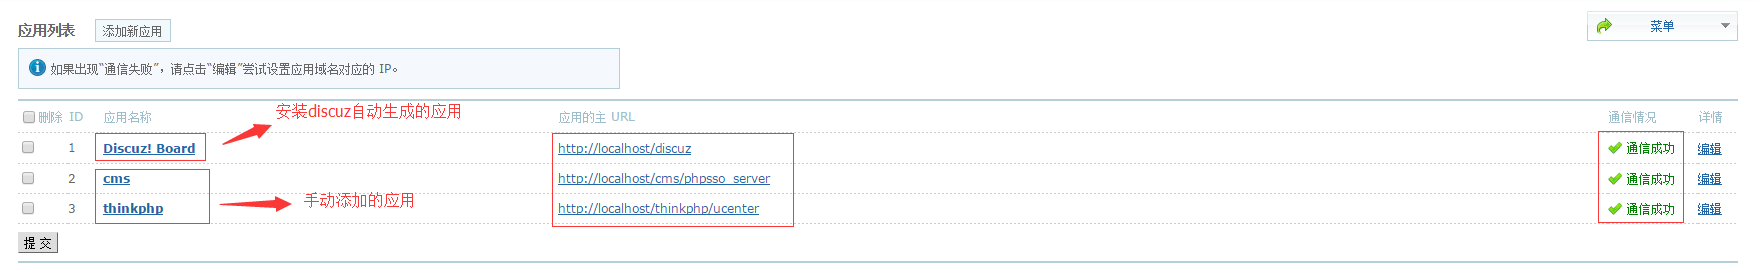 应用列表 添加新应用 菜单
如果出现“通信失败”，请点击“编辑”尝试设置应用域名对应的 IP。
安装discuz自动生成的应用
删除 ID 应用名称 应用的主 URL 通信情况 详情
1 Discuz! Board http://localhost/discuz 通信成功 编辑
2 cms http://localhost/cms/phpsso_server 通信成功 编辑
手动添加的应用
3 thinkphp http://localhost/thinkphp/ucenter 通信成功 编辑
提 交